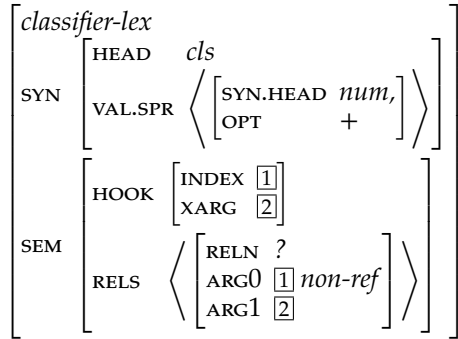 classifier-lex
HEAD cls
SYN VAL.SPR ⟨ [ SYN.HEAD num,
OPT + ] ⟩
HOOK [ INDEX 1
XARG 2 ]
SEM
RELS ⟨ [ RELN ?
ARG0 1 non-ref
ARG1 2 ] ⟩